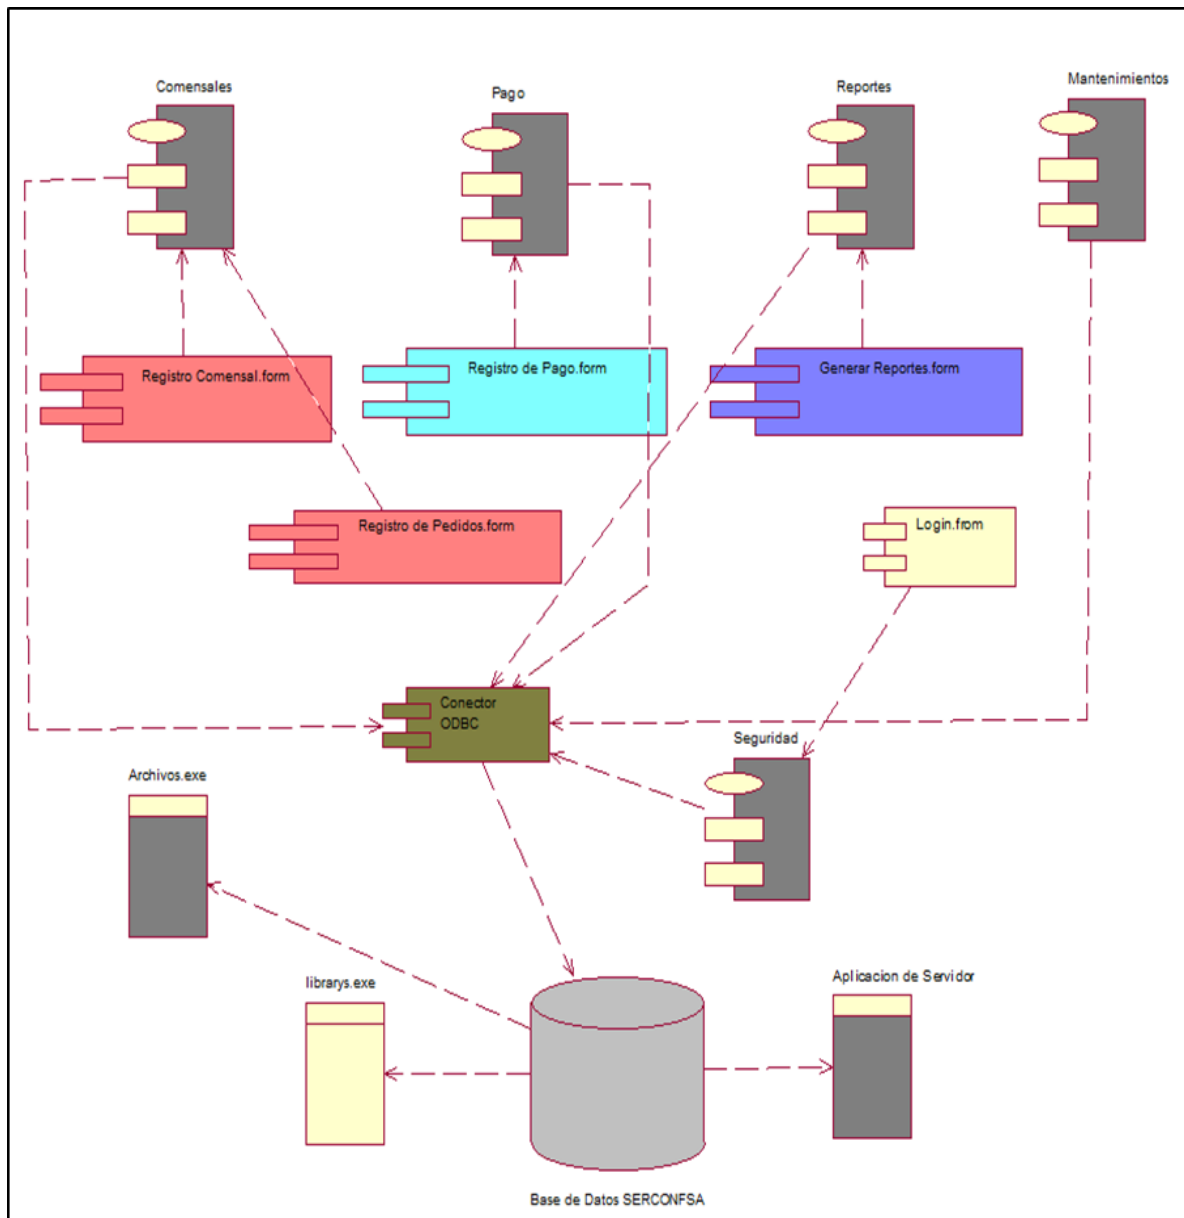 Comensales
Pago
Reportes
Mantenimientos
Registro Comensal.form
Registro de Pago.form
Generar Reportes.form
Registro de Pedidos.form
Login.from
Conector
ODBC
Seguridad
Archivos.exe
librarys.exe
Aplicacion de Servidor
Base de Datos SERCONFSA